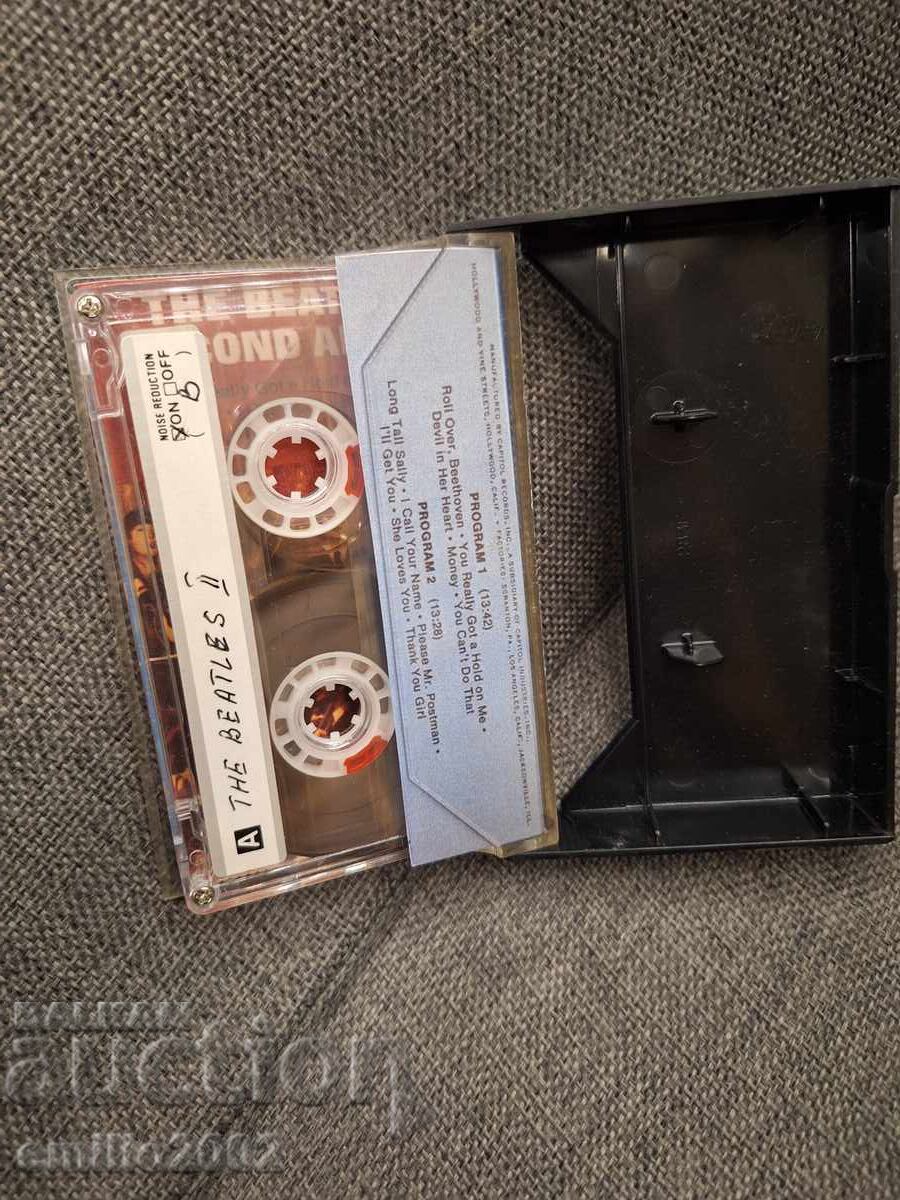 THE BEAT
COND A
NOISE REDUCTION
ON OFF
( B )
A THE BEATLES II
PROGRAM 1 (13:42)
Roll Over, Beethoven • You Really Got a Hold on Me •
Devil in Her Heart • Money • You Can't Do That
PROGRAM 2 (13:28)
Long Tall Sally • I Call Your Name • Please Mr. Postman •
I'll Get You • She Loves You • Thank You Girl
MANUFACTURED BY CAPITOL RECORDS, INC., A SUBSIDIARY OF CAPITOL INDUSTRIES, INC.,
HOLLYWOOD AND VINE STREETS, HOLLYWOOD, CALIF. • FACTORIES: SCRANTON, PA., LOS ANGELES, CALIF., JACKSONVILLE, ILL.
BALKAN
auction
emilio2002